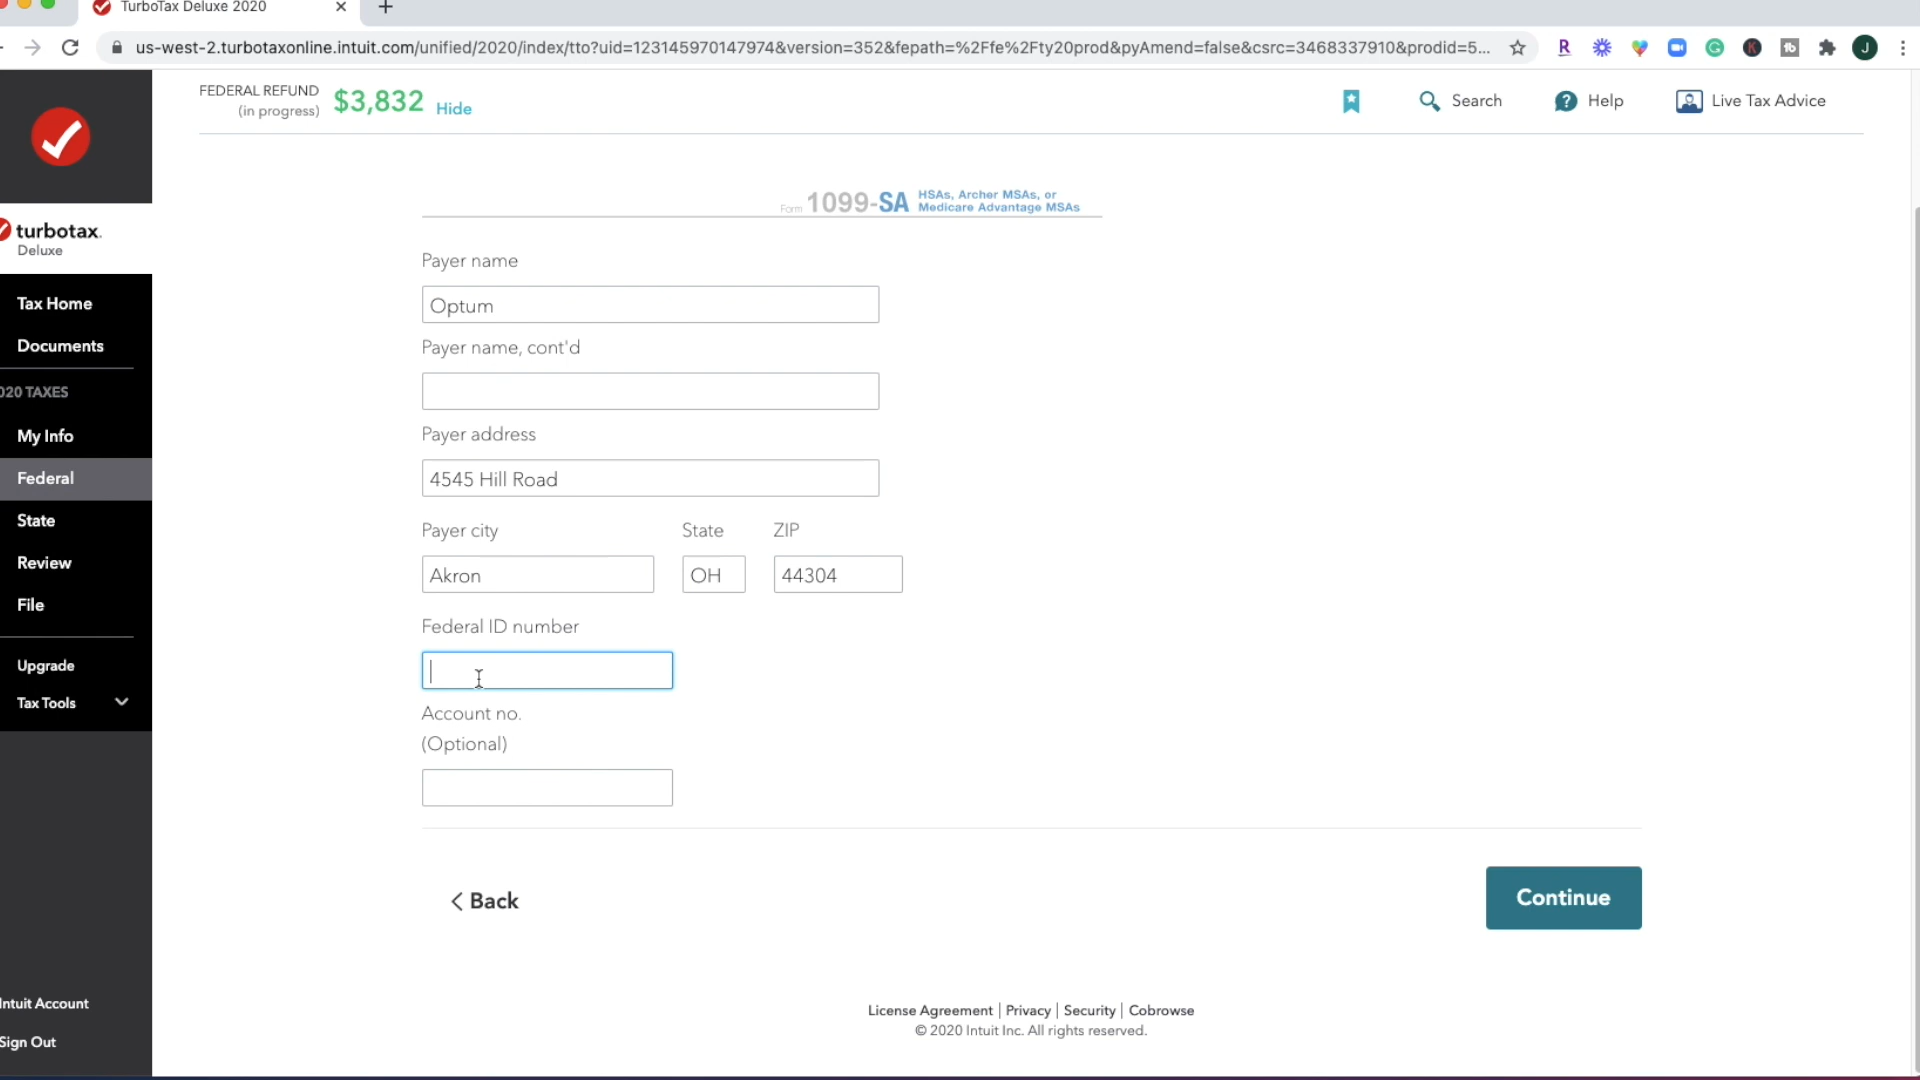 TurboTax Deluxe 2020
us-west-2.turbotaxonline.intuit.com/unified/2020/index/tto?uid=123145970147974&version=352&fepath=%2Ffe%2Fty20prod&pyAmend=false&csrc=3468337910&prodid=5...
FEDERAL REFUND
(in progress)
$3,832 Hide
Search
Help
Live Tax Advice
turbotax.
Deluxe
Tax Home
Documents
020 TAXES
My Info
Federal
State
Review
File
Upgrade
Tax Tools
Intuit Account
Sign Out
Form 1099-SA HSAs, Archer MSAs, or
Medicare Advantage MSAs
Payer name
Optum
Payer name, cont'd
Payer address
4545 Hill Road
Payer city State ZIP
Akron OH 44304
Federal ID number
Account no.
(Optional)
Back
Continue
License Agreement | Privacy | Security | Cobrowse
© 2020 Intuit Inc. All rights reserved.